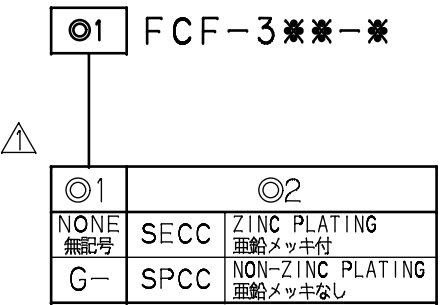 ◎1 FCF-3※※-※
1
◎1 ◎2
NONE 無記号 SECC ZINC PLATING 亜鉛メッキ付
G- SPCC NON-ZINC PLATING 亜鉛メッキなし